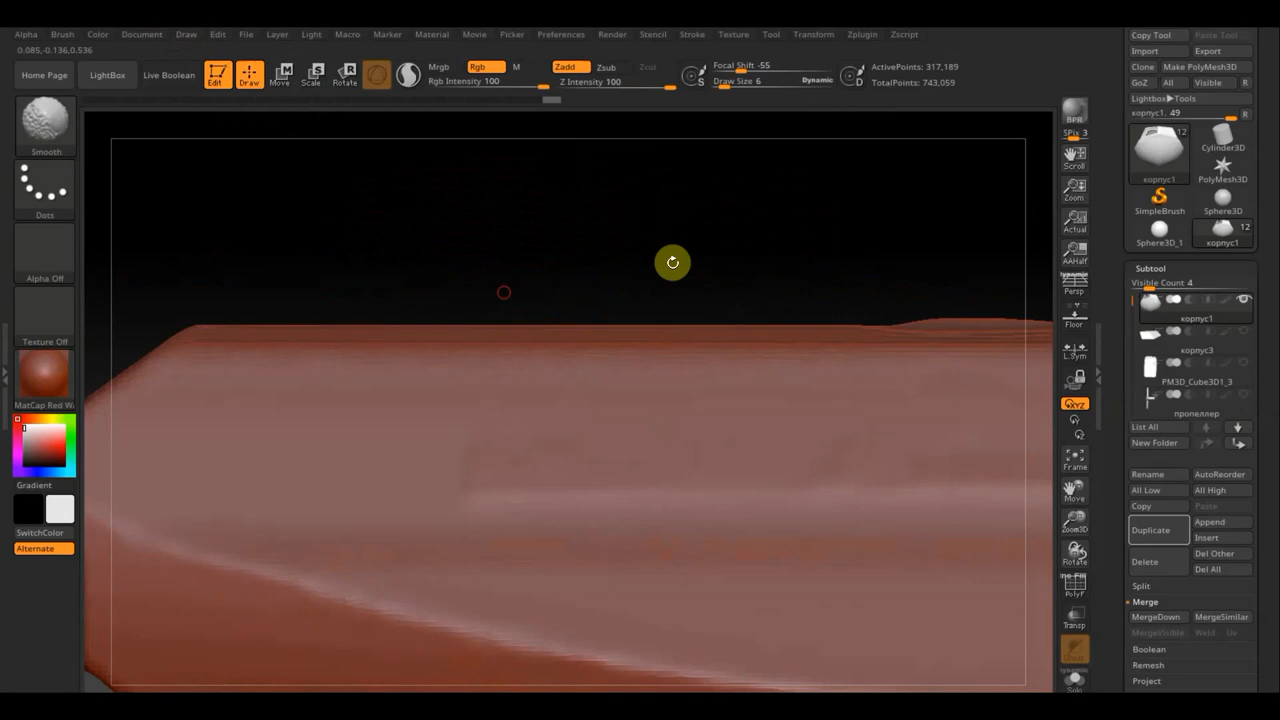 Alpha Brush Color Document Draw Edit File Layer Light Macro Marker Material Movie Picker Preferences Render Stencil Stroke Texture Tool Transform Zplugin Zscript
0.085,-0.136,0.536
Home Page LightBox Live Boolean Edit Draw Move Scale Rotate
Mrgb Rgb M
Rgb Intensity 100
Zadd Zsub Zcut
Z Intensity 100
S
Focal Shift -55
Draw Size 6 Dynamic
D
ActivePoints: 317,189
TotalPoints: 743,059
Smooth
Dots
Alpha Off
Texture Off
MatCap Red W
Gradient
SwitchColor
Alternate
BPR
SPix 3
Scroll
Zoom
Actual
AAHalf
Persp
Floor
L.Sym
XYZ
Y
Z
Frame
Move
Zoom3D
Rotate
PolyF
Transp
Solo
Copy Tool Paste Tool
Import Export
Clone Make PolyMesh3D
GoZ All Visible R
Lightbox▶Tools
корпус1. 49 R
12
корпус1
Cylinder3D
PolyMesh3D
SimpleBrush Sphere3D
Sphere3D_1
12
корпус1
Subtool
Visible Count 4
корпус1
корпус3
PM3D_Cube3D1_3
пропеллер
List All
New Folder
Rename AutoReorder
All Low All High
Copy Paste
Duplicate Append
Insert
Delete Del Other
Del All
Split
Merge
MergeDown MergeSimilar
MergeVisible Weld Uv
Boolean
Remesh
Project